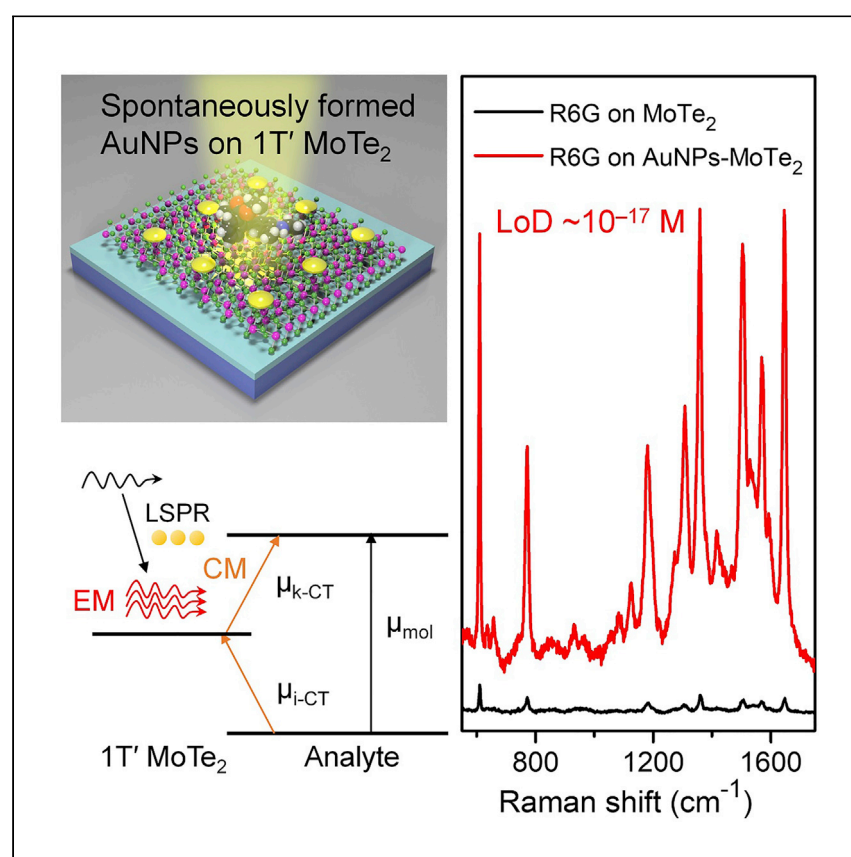 Spontaneously formed
AuNPs on 1T′ MoTe₂
R6G on MoTe₂
R6G on AuNPs-MoTe₂
LoD ~10⁻¹⁷ M
LSPR
CM
EM
μₖ₋CT
μmol
μᵢ₋CT
1T′ MoTe₂
Analyte
800
1200
1600
Raman shift (cm⁻¹)